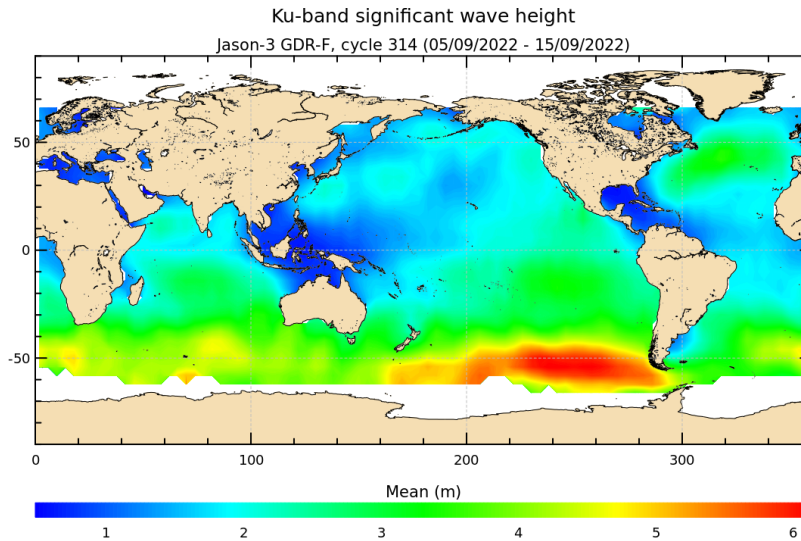 Ku-band significant wave height
Jason-3 GDR-F, cycle 314 (05/09/2022 - 15/09/2022)
50
0
-50
0 100 200 300
Mean (m)
1 2 3 4 5 6